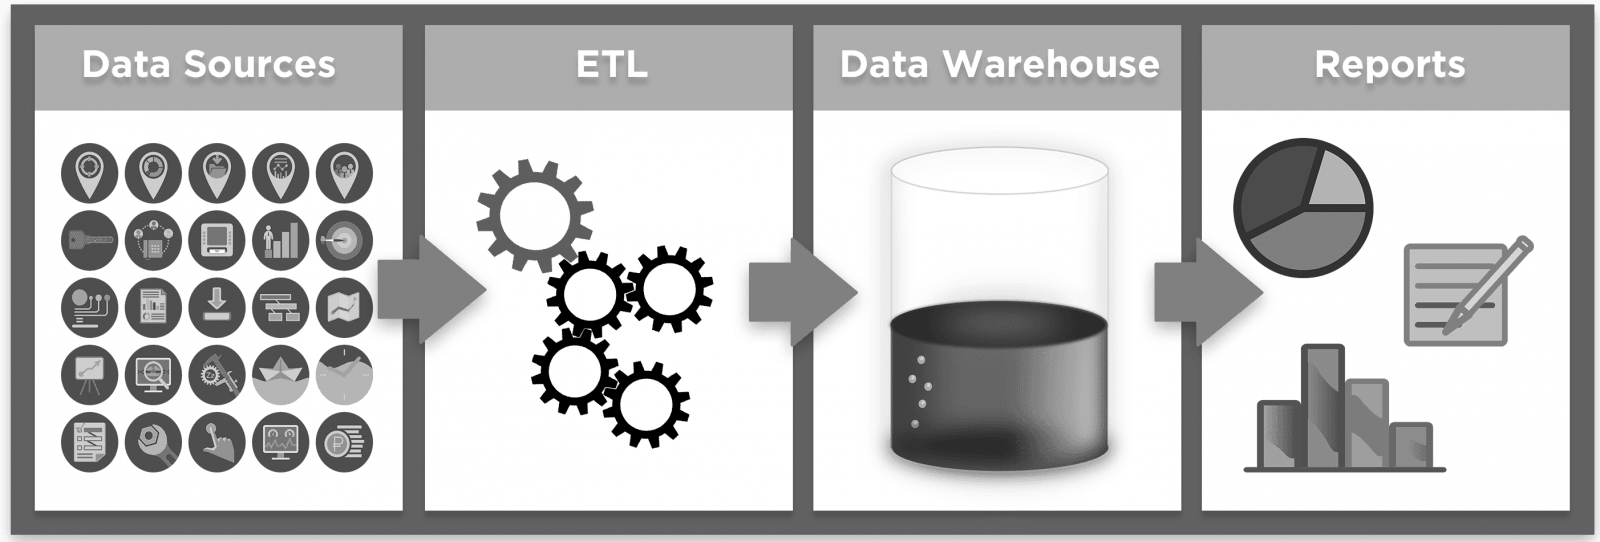 Data Sources
ETL
Data Warehouse
Reports